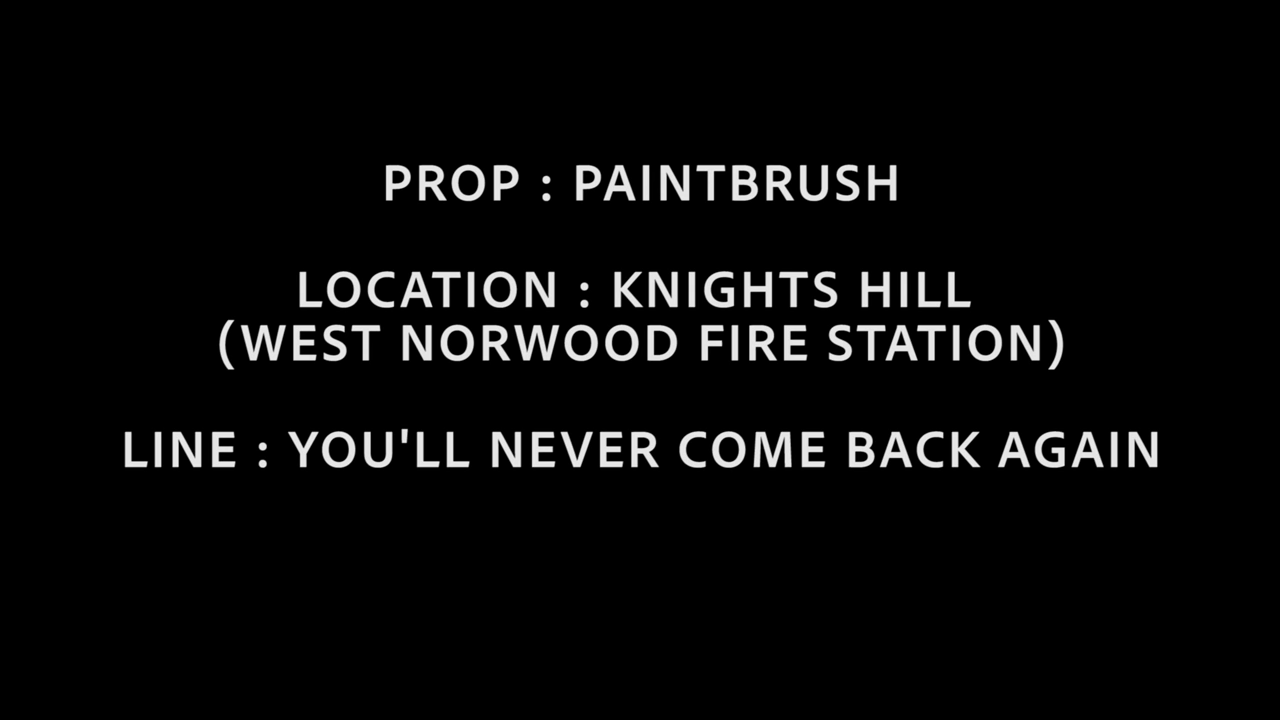 PROP : PAINTBRUSH
LOCATION : KNIGHTS HILL
(WEST NORWOOD FIRE STATION)
LINE : YOU'LL NEVER COME BACK AGAIN